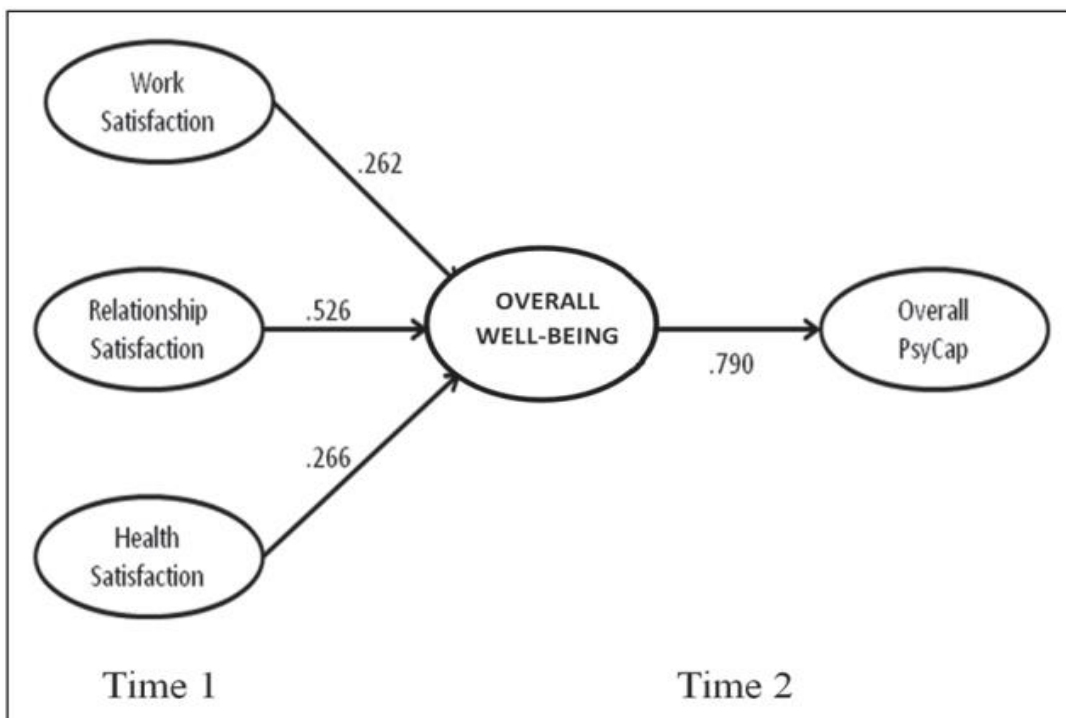 Work
Satisfaction
.262
Relationship
Satisfaction
.526
OVERALL
WELL-BEING
.790
Overall
PsyCap
.266
Health
Satisfaction
Time 1
Time 2